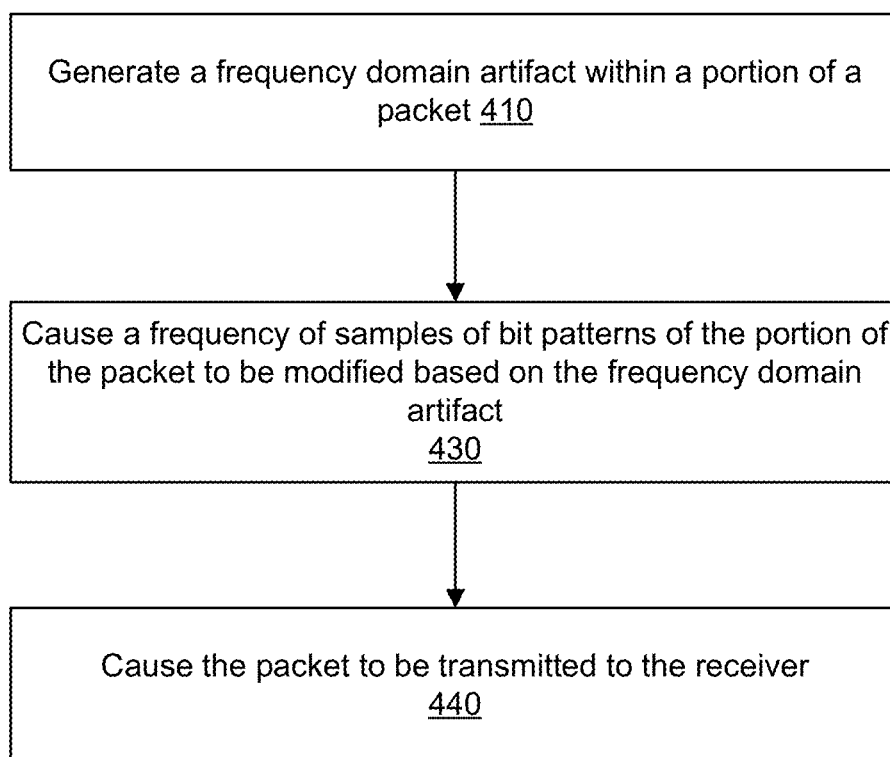 Generate a frequency domain artifact within a portion of a
packet 410
Cause a frequency of samples of bit patterns of the portion of
the packet to be modified based on the frequency domain
artifact
430
Cause the packet to be transmitted to the receiver
440